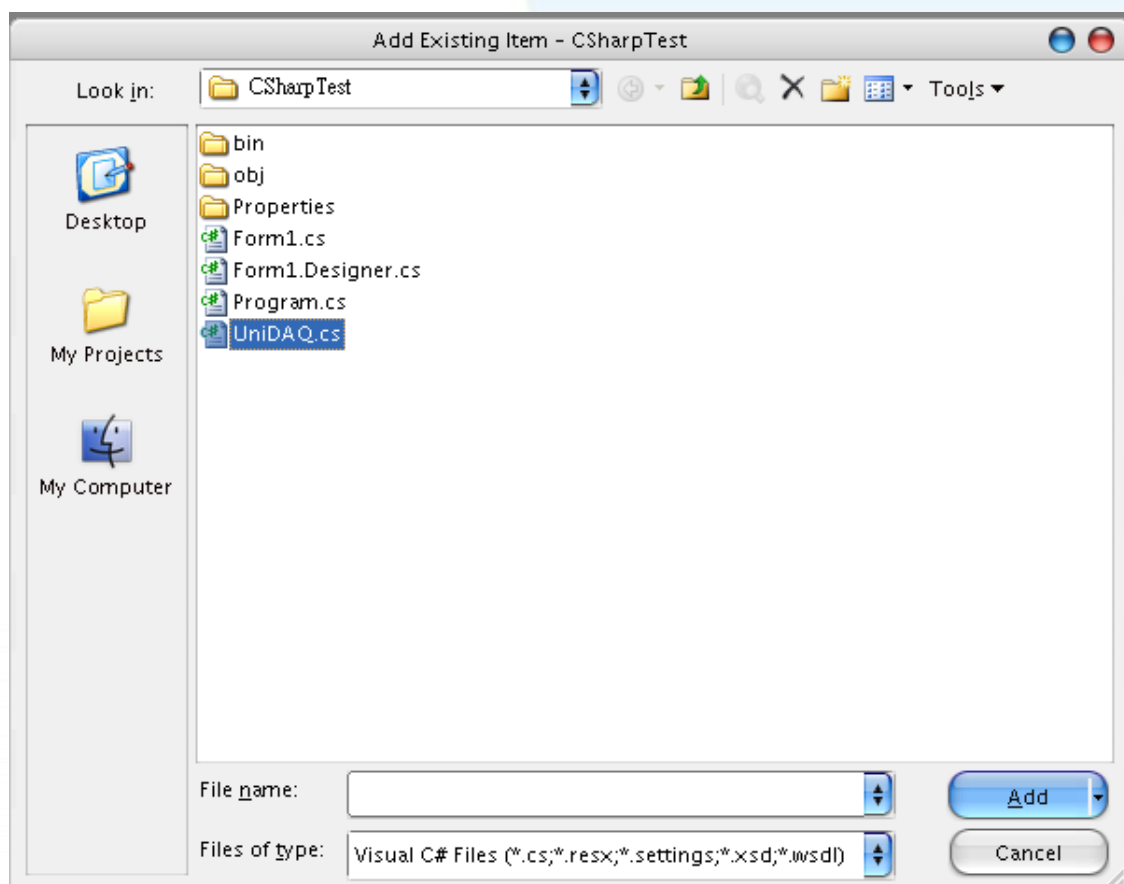 Add Existing Item - CSharpTest
Look in:
CSharpTest
Tools
Desktop
My Projects
My Computer
bin
obj
Properties
Form1.cs
Form1.Designer.cs
Program.cs
UniDAQ.cs
File name:
Add
Files of type:
Visual C# Files (*.cs;*.resx;*.settings;*.xsd;*.wsdl)
Cancel